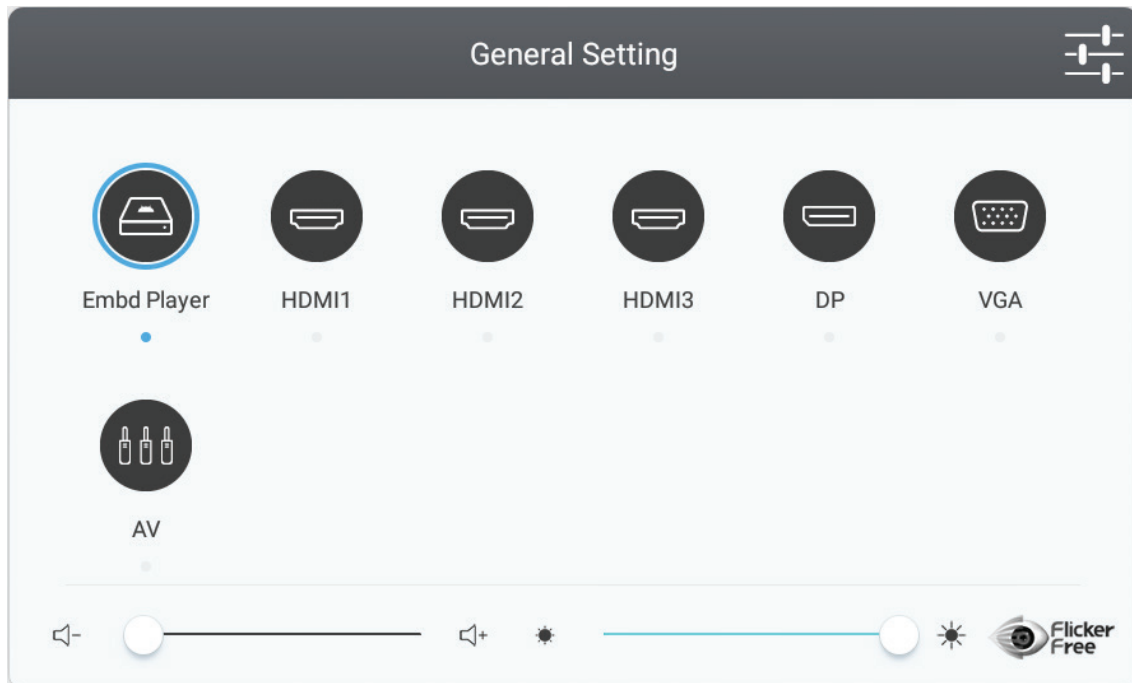 General Setting
Embd Player
HDMI1
HDMI2
HDMI3
DP
VGA
AV
Flicker
Free